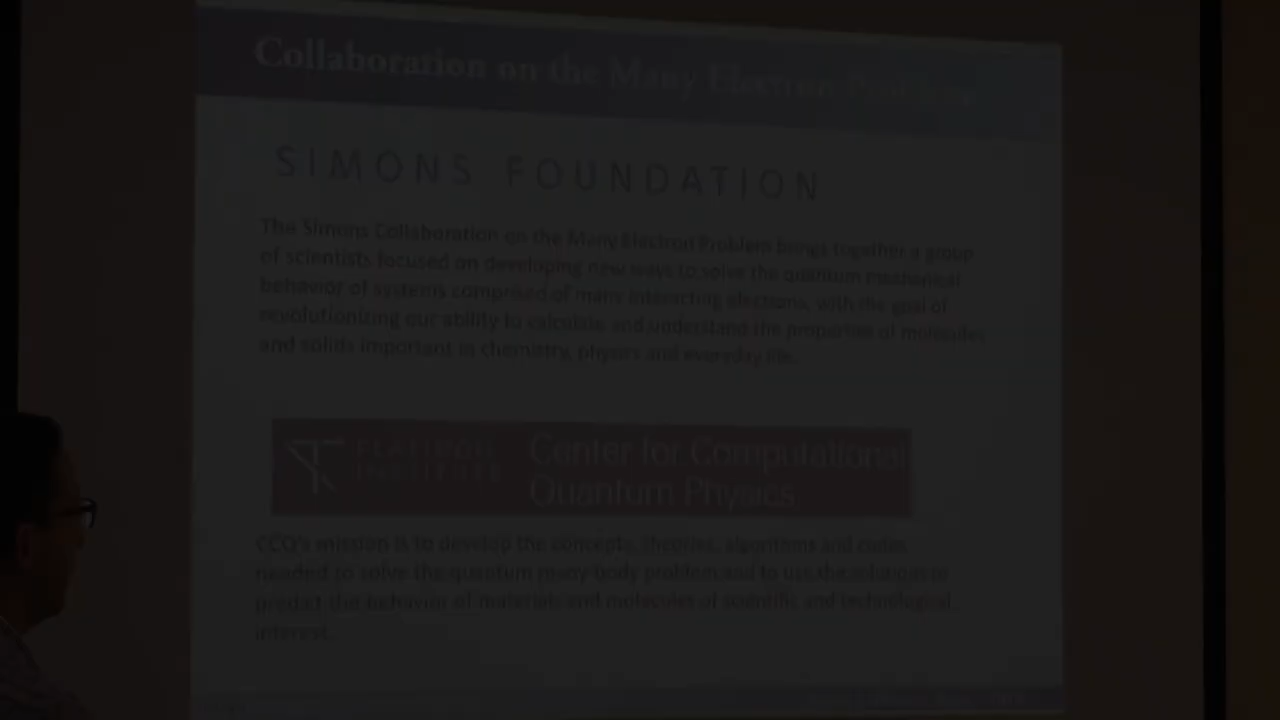 Collaboration on the Many Electron Problem
SIMONS FOUNDATION
The Simons Collaboration on the Many Electron Problem brings together a group
of scientists focused on developing new ways to solve the quantum mechanical
behavior of systems comprised of many interacting electrons, with the goal of
revolutionizing our ability to calculate and understand the properties of molecules
and solids important in chemistry, physics and everyday life.
FLATIRON
INSTITUTE
Center for Computational
Quantum Physics
CCQ's mission is to develop the concepts, theories, algorithms and codes
needed to solve the quantum many-body problem and to use the solutions to
predict the behavior of materials and molecules of scientific and technological
interest.